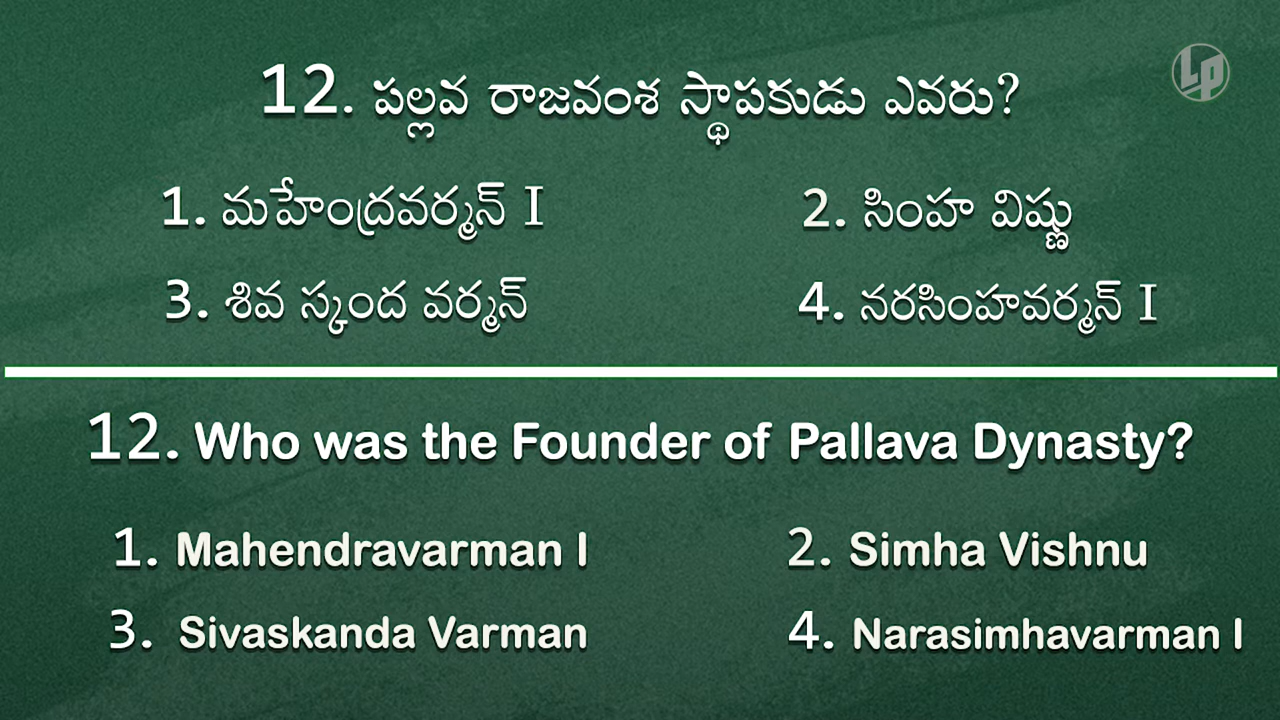 12. పల్లవ రాజవంశ స్థాపకుడు ఎవరు?
1. మహేంద్రవర్మన్ I 2. సింహ విష్ణు
3. శివ స్కంద వర్మన్ 4. నరసింహవర్మన్ I
12. Who was the Founder of Pallava Dynasty?
1. Mahendravarman I 2. Simha Vishnu
3. Sivaskanda Varman 4. Narasimhavarman I
LP